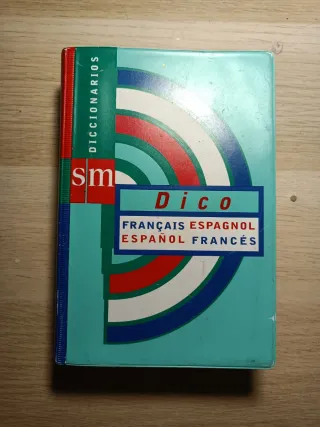 DICCIONARIOS
sm
Dico
FRANÇAIS ESPAGNOL
ESPAÑOL FRANCÉS